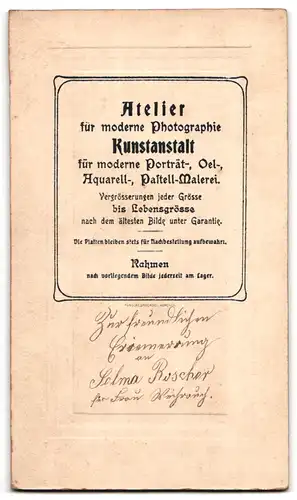 Atelier
für moderne Photographie
Kunstanstalt
für moderne Porträt-, Oel-,
Aquarell-, Pastell-Malerei.
Vergrösserungen jeder Grösse
bis Lebensgrösse
nach dem ältesten Bilde unter Garantie.
Die Platten bleiben stets für Nachbestellung aufbewahrt.
Rahmen
nach vorliegendem Bilde jederzeit am Lager.
Zur freundlichen
Erinnerung
an
Selma Roscher
Frau